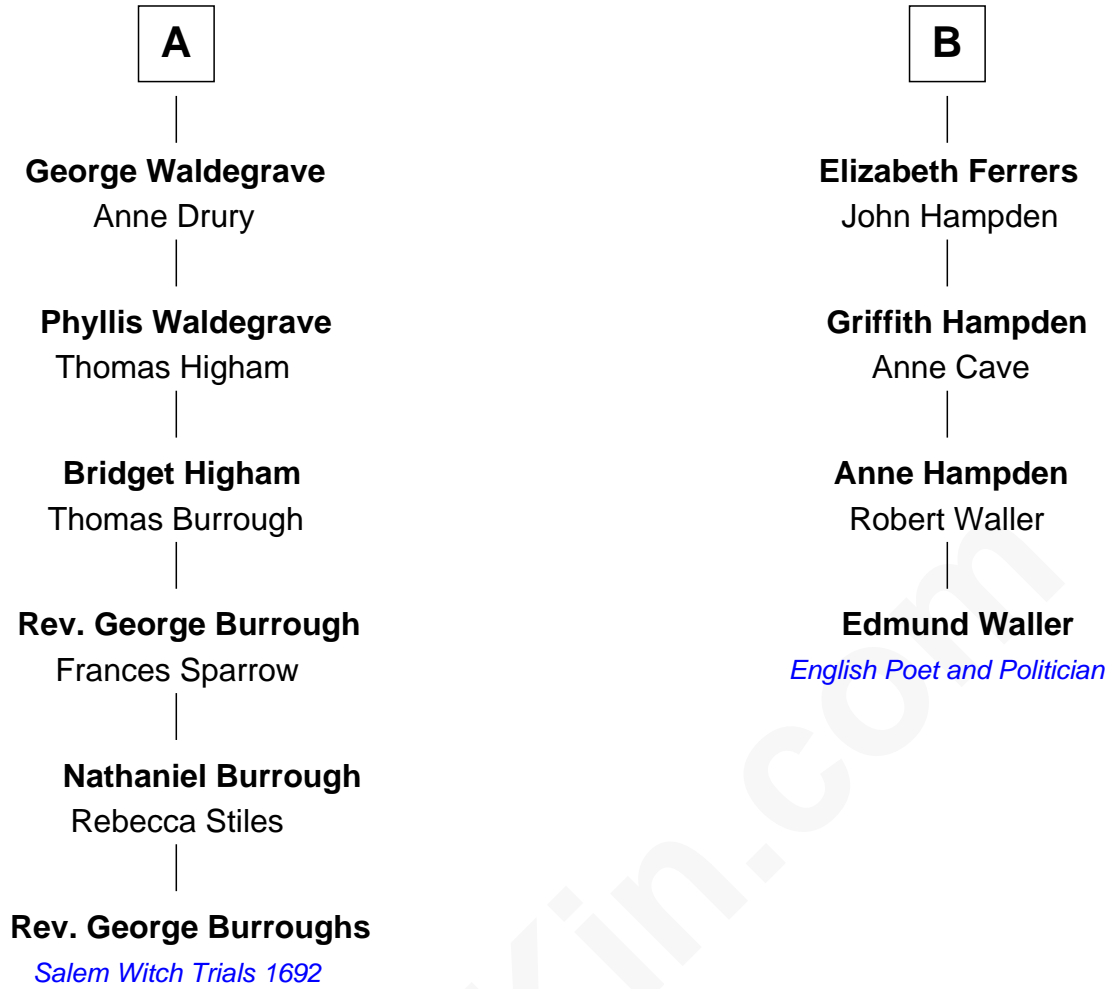 A
George Waldegrave
Anne Drury
Phyllis Waldegrave
Thomas Higham
Bridget Higham
Thomas Burrough
Rev. George Burrough
Frances Sparrow
Nathaniel Burrough
Rebecca Stiles
Rev. George Burroughs
Salem Witch Trials 1692
B
Elizabeth Ferrers
John Hampden
Griffith Hampden
Anne Cave
Anne Hampden
Robert Waller
Edmund Waller
English Poet and Politician
Kin.com